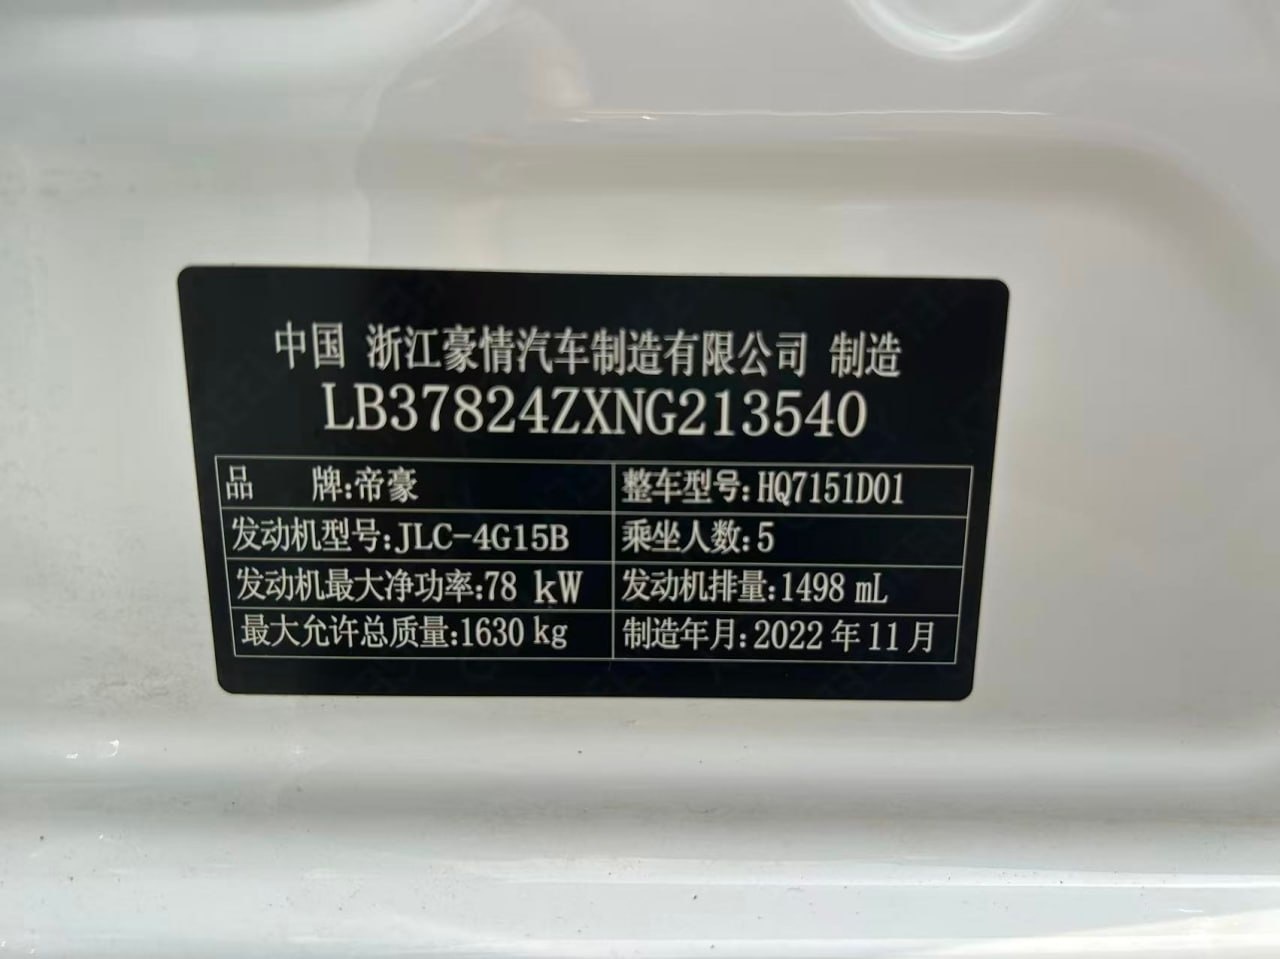 中国 浙江豪情汽车制造有限公司 制造
LB37824ZXNG213540
品 牌:帝豪 整车型号:HQ7151D01
发动机型号:JLC-4G15B 乘坐人数:5
发动机最大净功率:78 kW 发动机排量:1498 mL
最大允许总质量:1630 kg 制造年月:2022 年 11 月